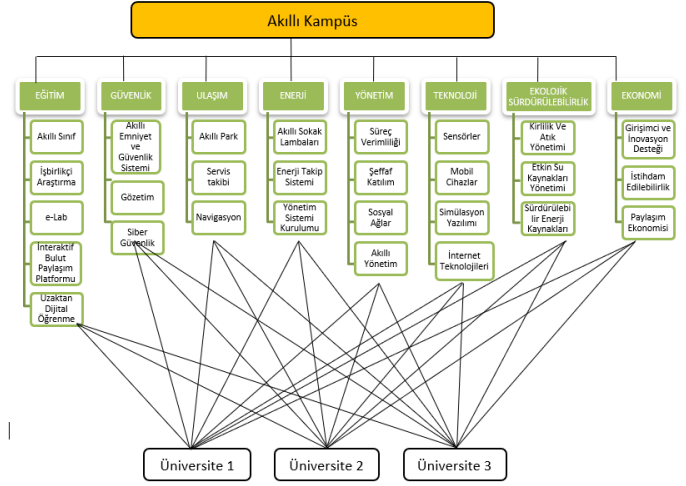 Akıllı Kampüs
EĞİTİM
GÜVENLİK
ULAŞIM
ENERJİ
YÖNETİM
TEKNOLOJİ
EKOLOJİK
SÜRDÜRÜLEBİLİRLİK
EKONOMİ
Akıllı Sınıf
İşbirlikçi
Araştırma
e-Lab
İnteraktif
Bulut
Paylaşım
Platformu
Uzaktan
Dijital
Öğrenme
Akıllı
Emniyet
ve
Güvenlik
Sistemi
Gözetim
Siber
Güvenlik
Akıllı Park
Servis
takibi
Navigasyon
Akıllı Sokak
Lambaları
Enerji Takip
Sistemi
Yönetim
Sistemi
Kurulumu
Süreç
Verimliliği
Şeffaf
Katılım
Sosyal
Ağlar
Akıllı
Yönetim
Sensörler
Mobil
Cihazlar
Simülasyon
Yazılımı
İnternet
Teknolojileri
Kirlilik Ve
Atık
Yönetimi
Etkin Su
Kaynakları
Yönetimi
Sürdürülebi
lir Enerji
Kaynakları
Girişimci ve
İnovasyon
Desteği
İstihdam
Edilebilirlik
Paylaşım
Ekonomisi
Üniversite 1
Üniversite 2
Üniversite 3